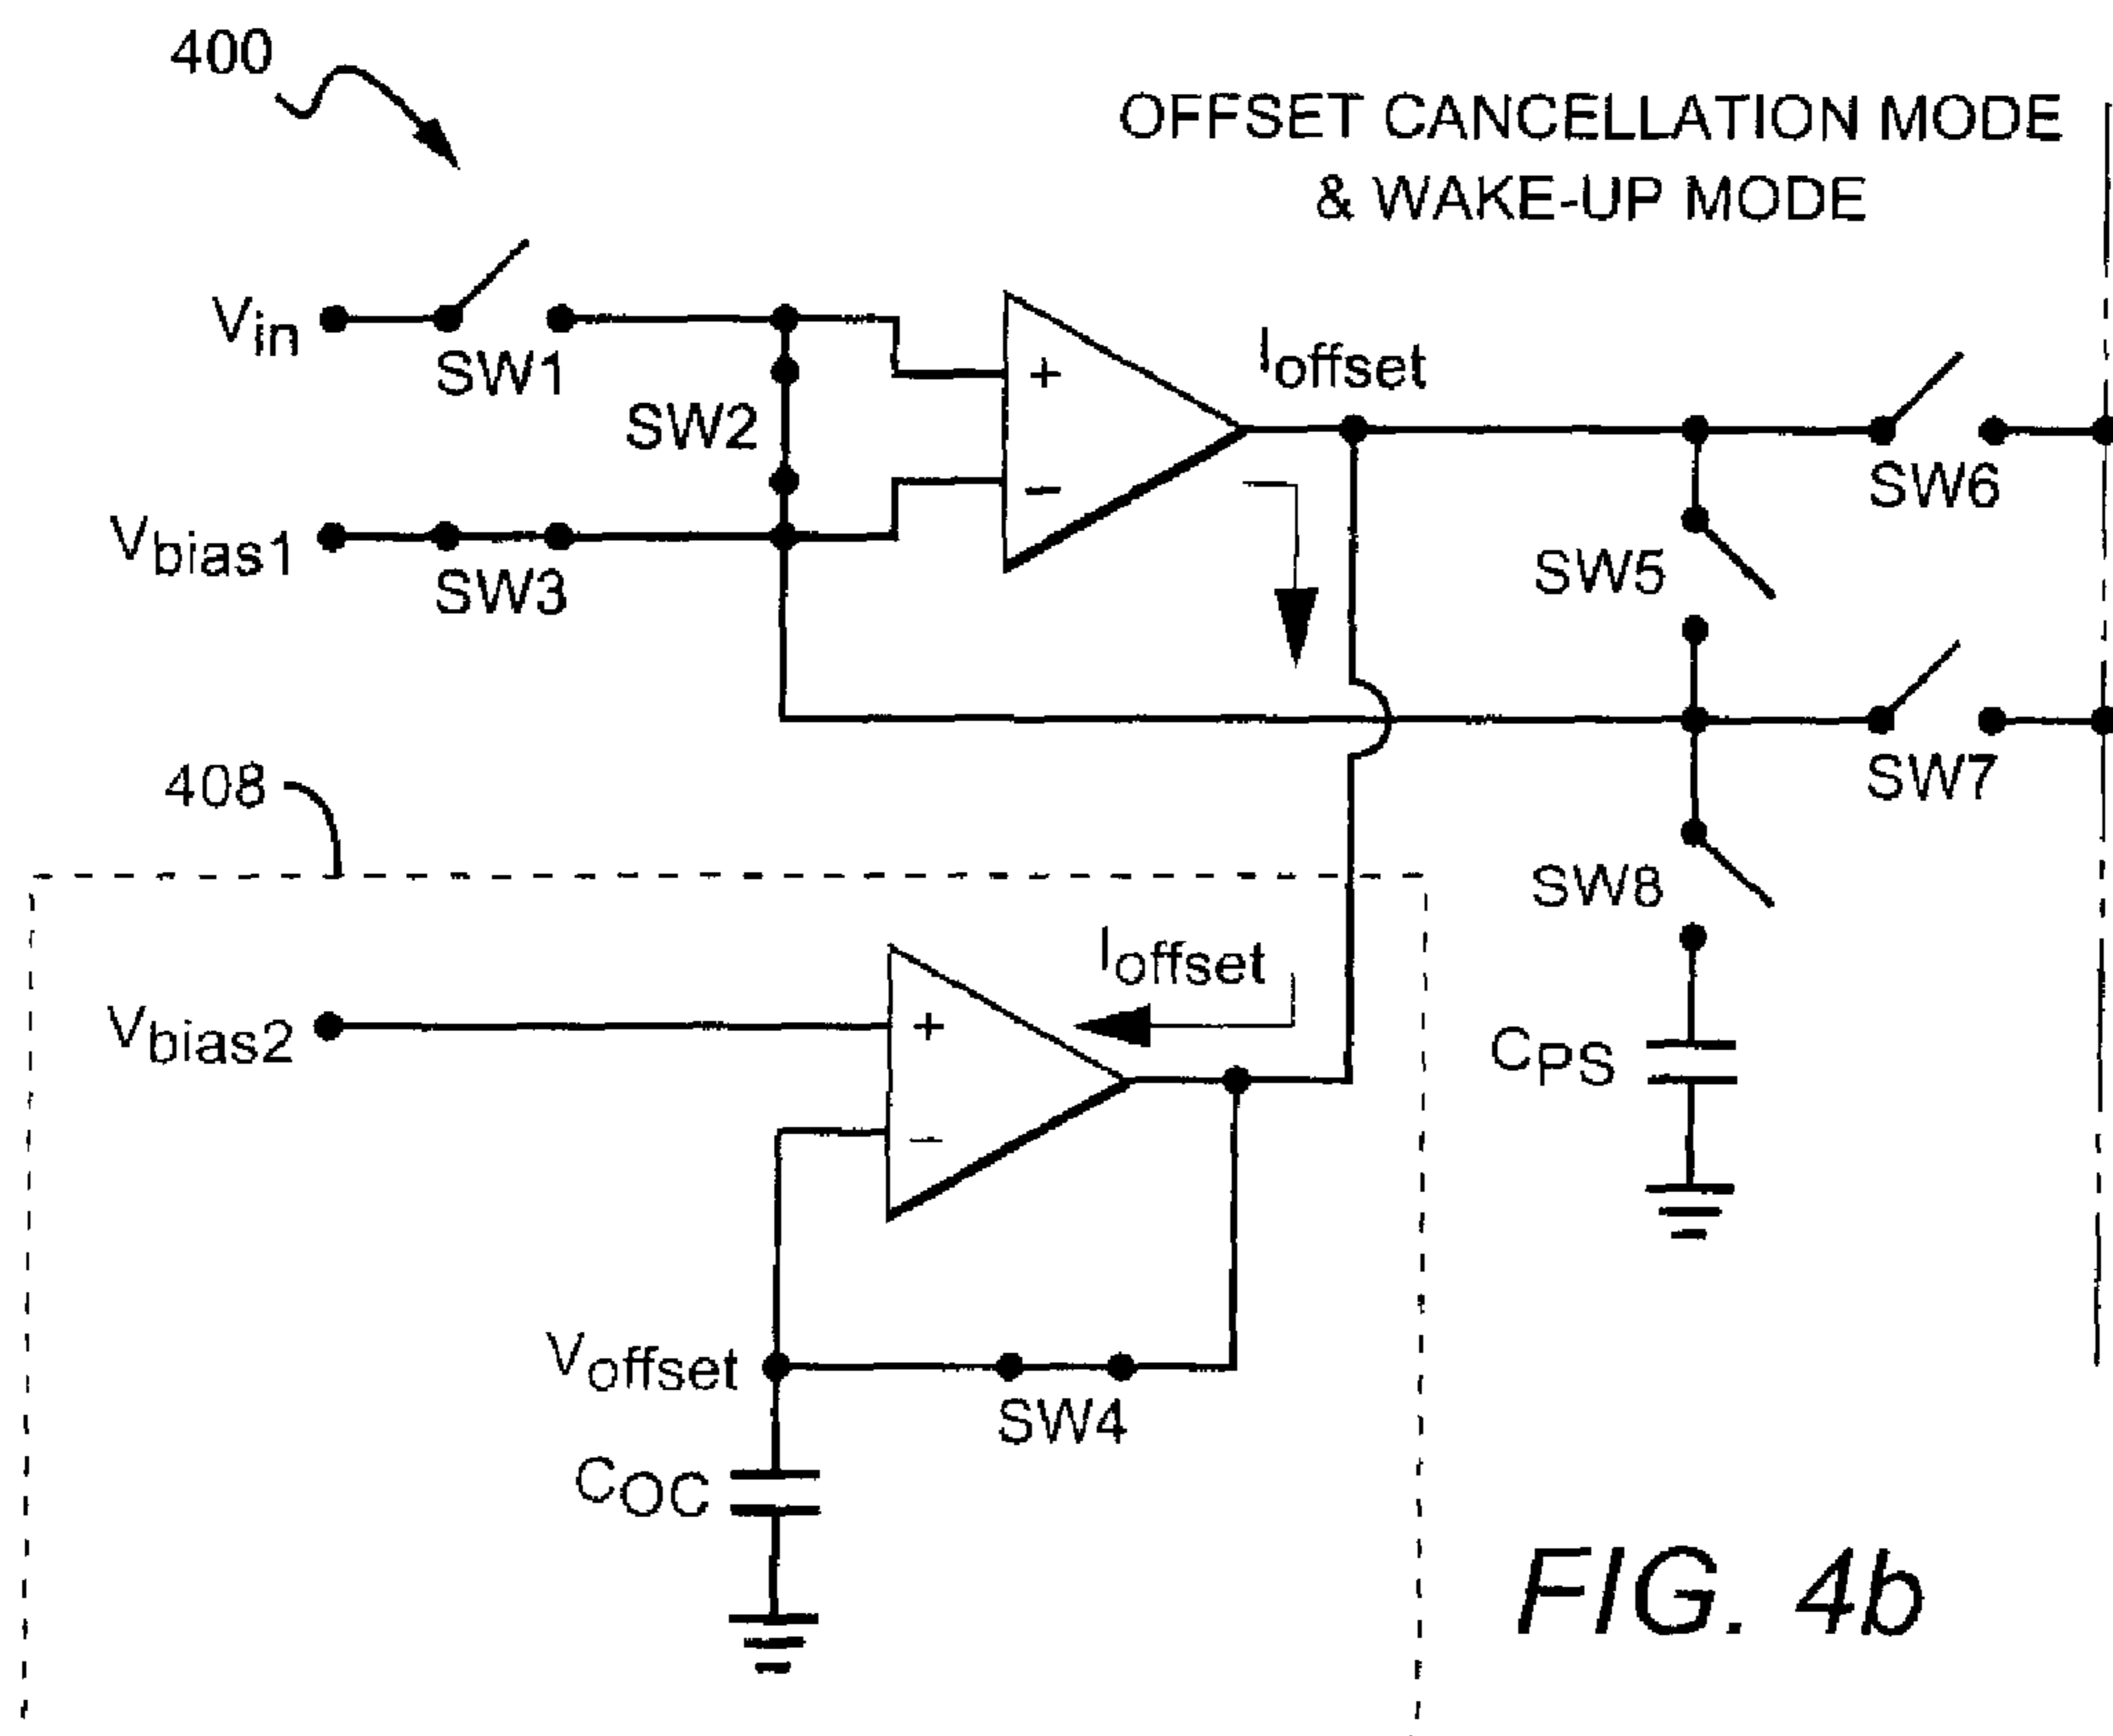 400
OFFSET CANCELLATION MODE
& WAKE-UP MODE
Vin
SW1
SW2
+
Ioffset
Vbias1
SW3
−
SW5
SW6
SW7
408
SW8
Vbias2
+
Ioffset
CPS
−
Voffset
SW4
COC
FIG. 4b